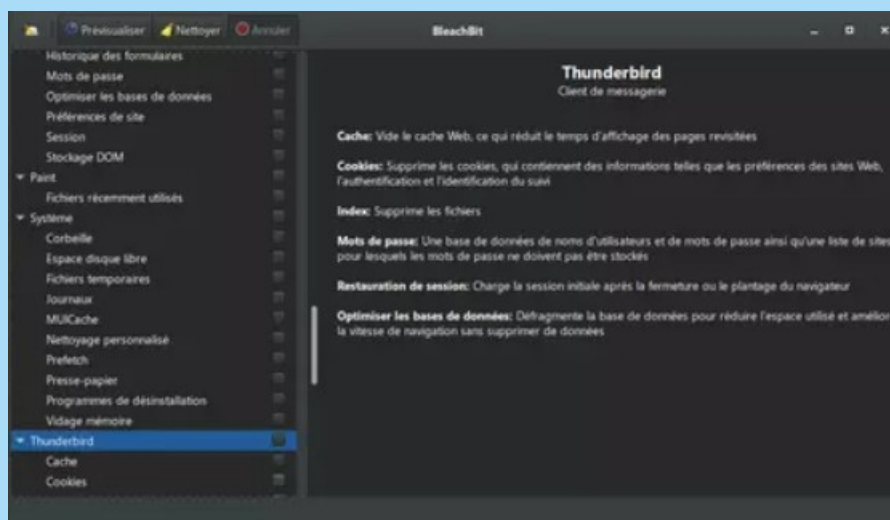 Prévisualiser Nettoyer Annuler BleachBit
Historique des formulaires
Mots de passe
Optimiser les bases de données
Préférences de site
Session
Stockage DOM
Paint
Fichiers récemment utilisés
Système
Corbeille
Espace disque libre
Fichiers temporaires
Journaux
MUICache
Nettoyage personnalisé
Prefetch
Presse-papier
Programmes de désinstallation
Vidage mémoire
Thunderbird
Cache
Cookies
Thunderbird
Client de messagerie
Cache: Vide le cache Web, ce qui réduit le temps d'affichage des pages revisitées
Cookies: Supprime les cookies, qui contiennent des informations telles que les préférences des sites Web,
l'authentification et l'identification du suivi
Index: Supprime les fichiers
Mots de passe: Une base de données de noms d'utilisateurs et de mots de passe ainsi qu'une liste de sites
pour lesquels les mots de passe ne doivent pas être stockés
Restauration de session: Charge la session initiale après la fermeture ou le plantage du navigateur
Optimiser les bases de données: Défragmente la base de données pour réduire l'espace utilisé et amélior
la vitesse de navigation sans supprimer de données